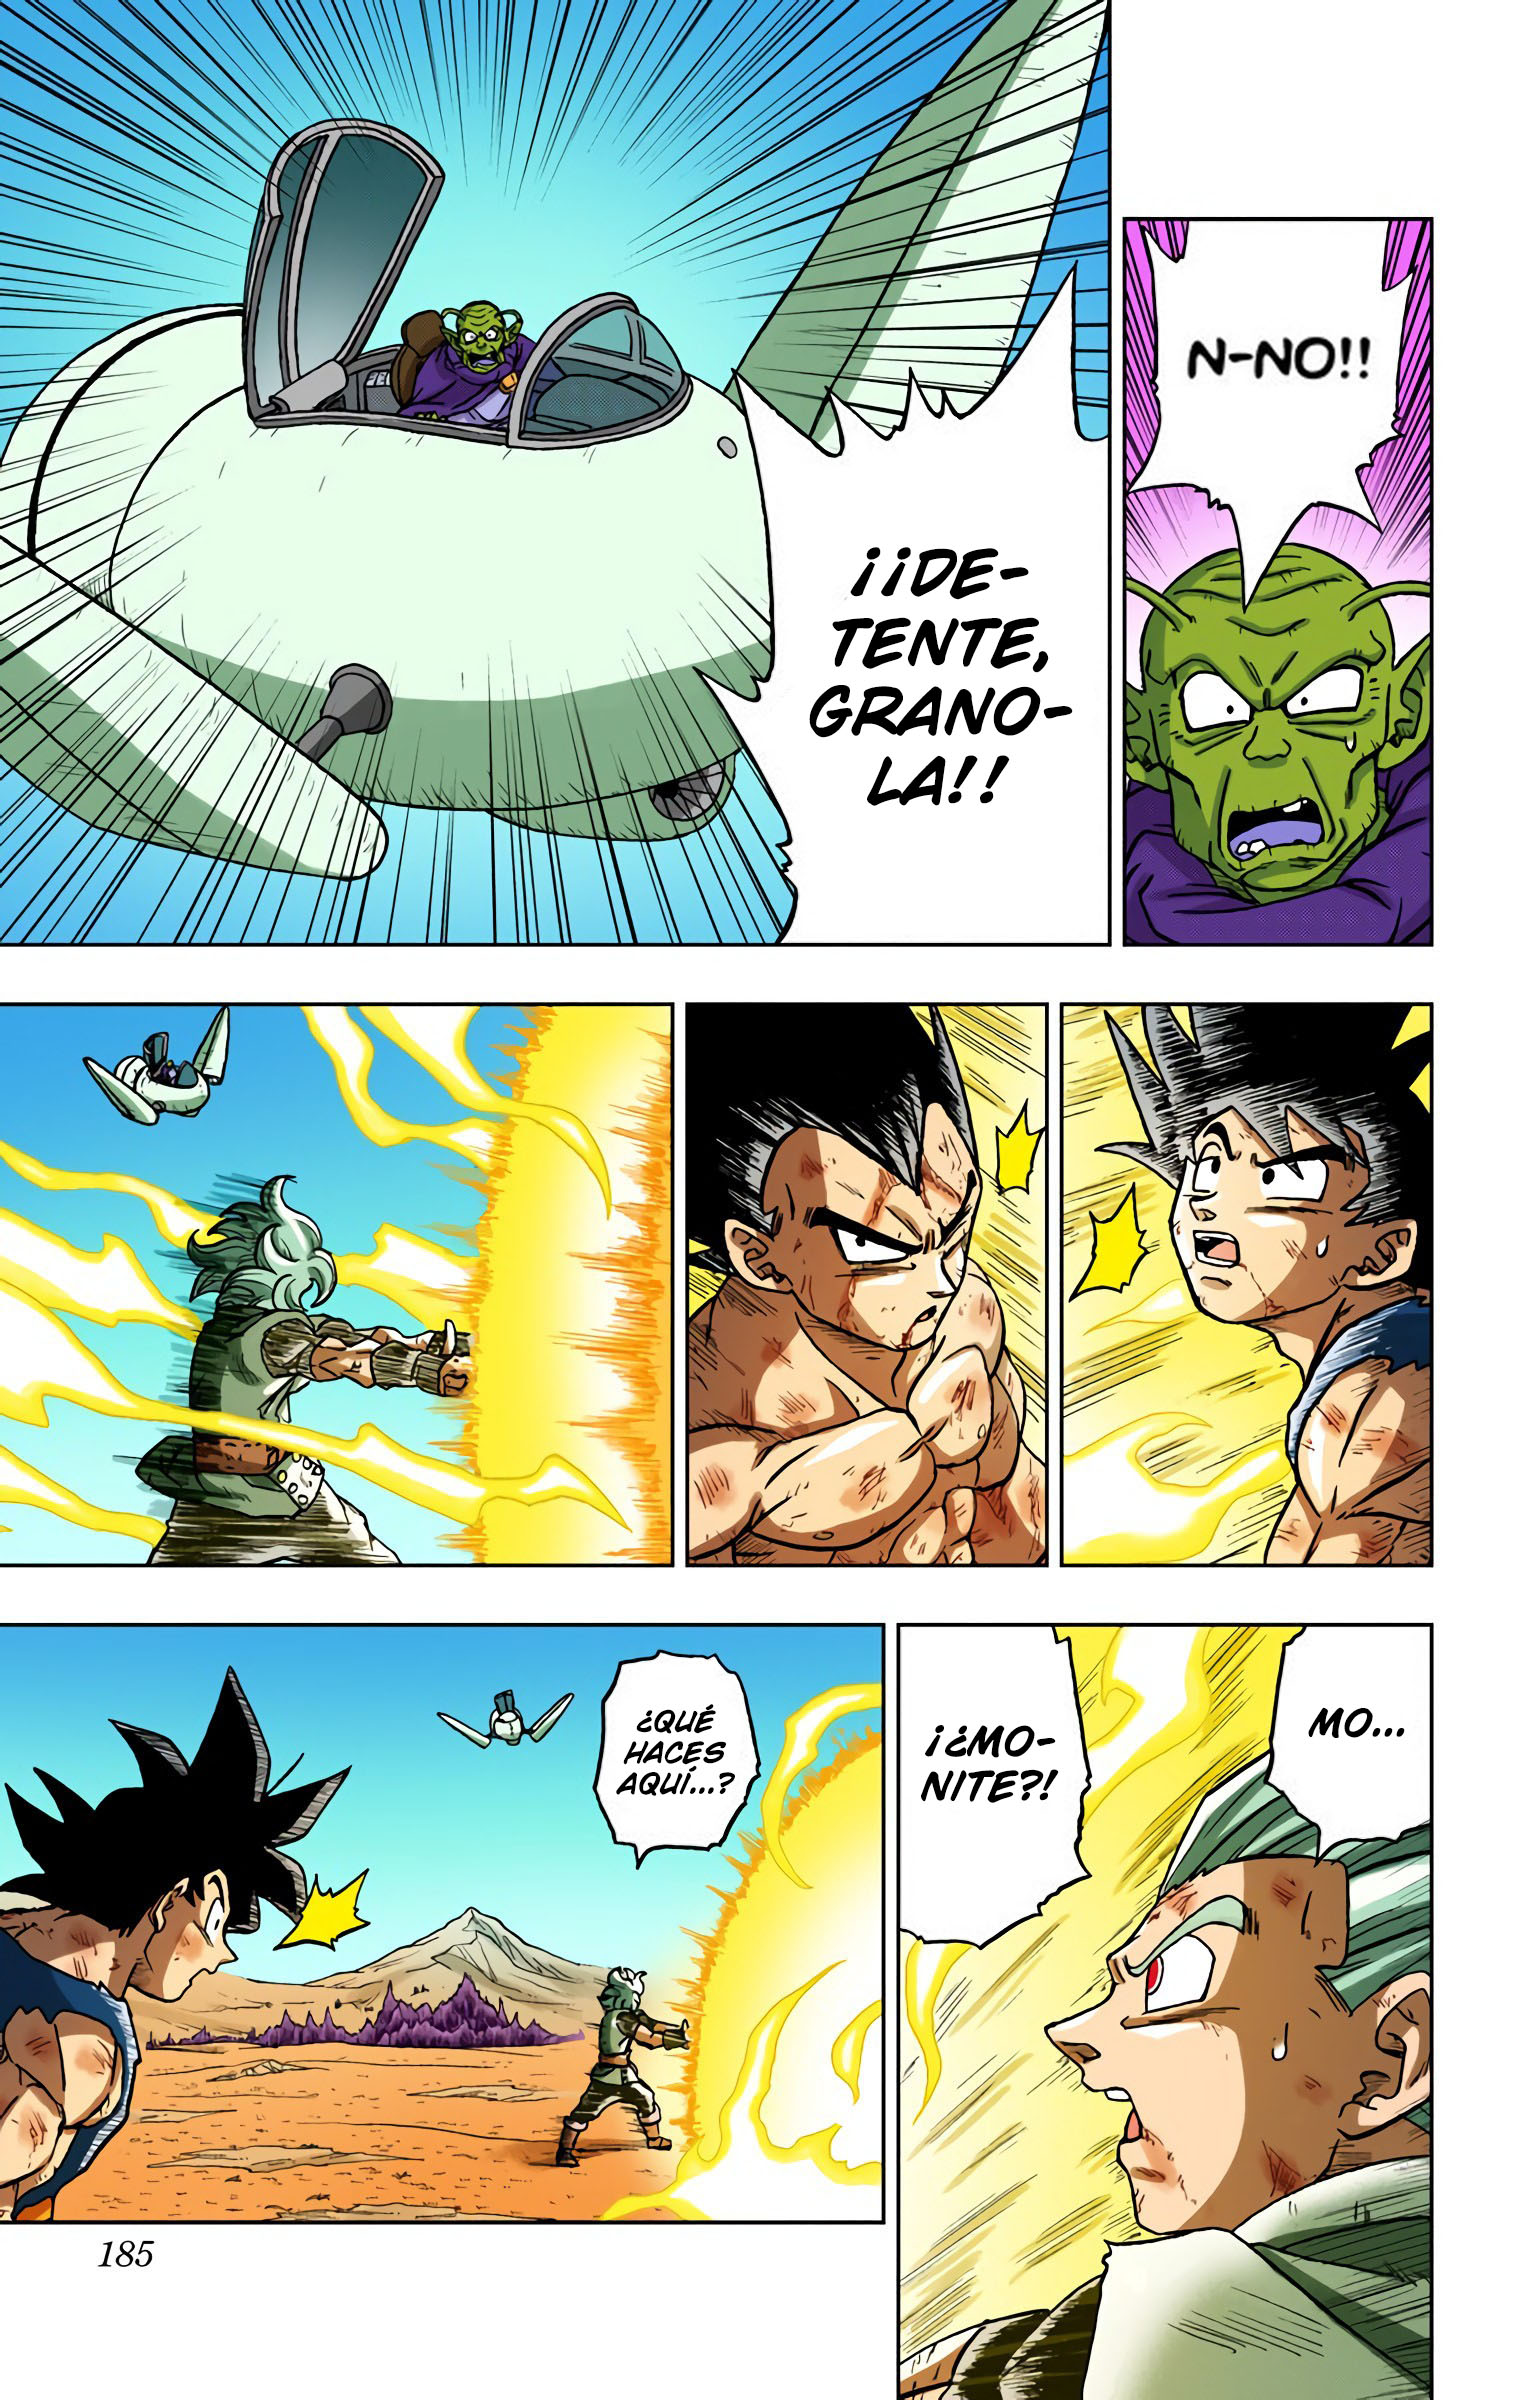 N-NO!!
¡¡DE-
TENTE,
GRANO-
LA!!
MO...
¡¿MO-
NITE?!
¿QUÉ
HACES
AQUÍ...?
185